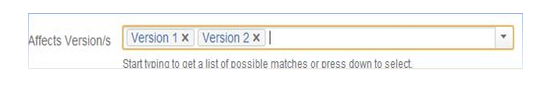 Affects Version/s Version 1 x Version 2 x
Start typing to get a list of possible matches or press down to select.